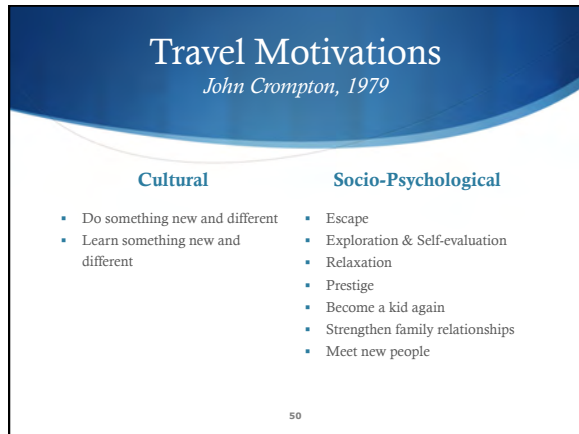 Travel Motivations
John Crompton, 1979
Cultural
▪ Do something new and different
▪ Learn something new and
different
Socio-Psychological
▪ Escape
▪ Exploration & Self-evaluation
▪ Relaxation
▪ Prestige
▪ Become a kid again
▪ Strengthen family relationships
▪ Meet new people
50